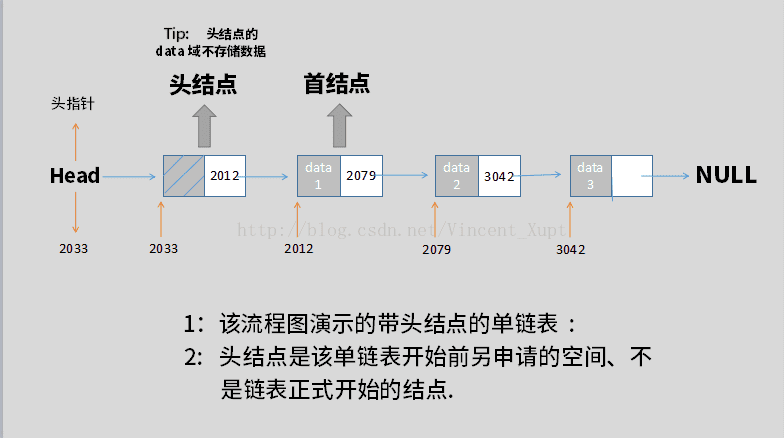 Tip: 头结点的
data 域不存储数据
头结点
首结点
头指针
Head
2012
data
1
2079
data
2
3042
data
3
NULL
http://blog.csdn.net/Vincent_Xupt
2033
2033
2012
2079
3042
1：该流程图演示的带头结点的单链表：
2：头结点是该单链表开始前另申请的空间、不
是链表正式开始的结点.